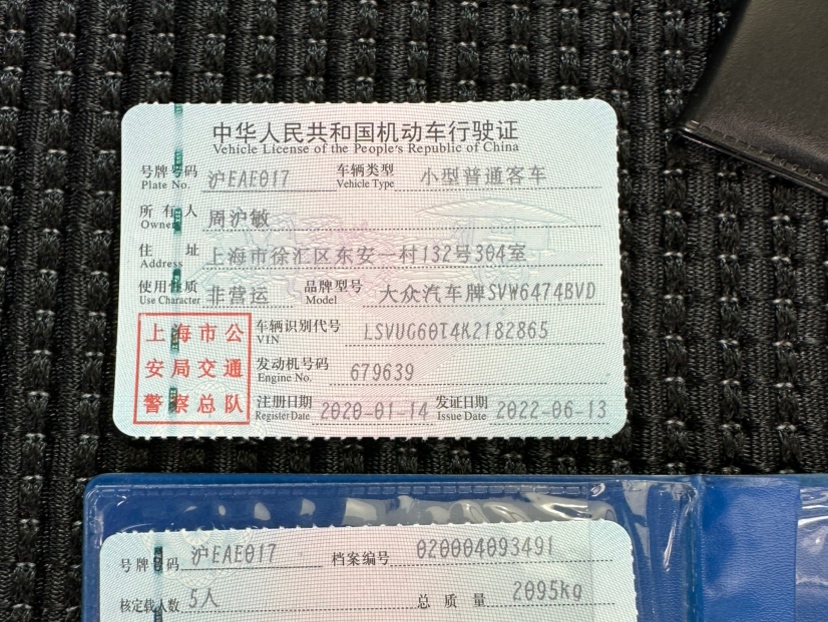 中华人民共和国机动车行驶证
Vehicle License of the People's Republic of China
号牌号码 沪EAE017 车辆类型 小型普通客车
Plate No. Vehicle Type
所有人 周沪敏
Owner
住址 上海市徐汇区东安一村132号304室
Address
使用性质 非营运 品牌型号 大众汽车牌SVW6474BVD
Use Character Model
上海市公安局交通警察总队
车辆识别代号 LSVUG60T4K2182865
VIN
发动机号码 679639
Engine No.
注册日期 2020-01-14 发证日期 2022-06-13
Register Date Issue Date
号牌号码 沪EAE017 档案编号 020004093491
核定载人数 5人 总质量 2095kg